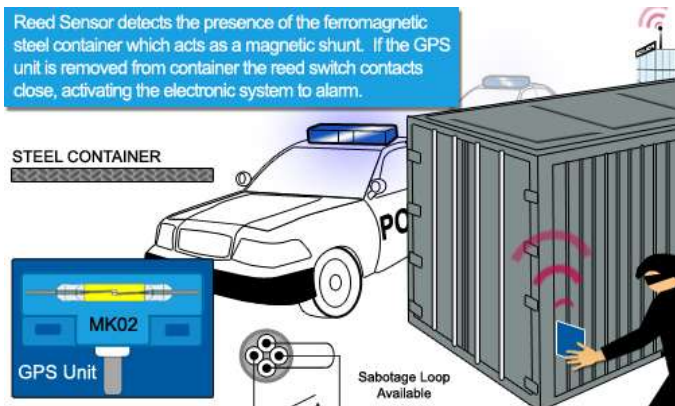 Reed Sensor detects the presence of the ferromagnetic
steel container which acts as a magnetic shunt. If the GPS
unit is removed from container the reed switch contacts
close, activating the electronic system to alarm.
STEEL CONTAINER
PO
MK02
GPS Unit
Sabotage Loop
Available